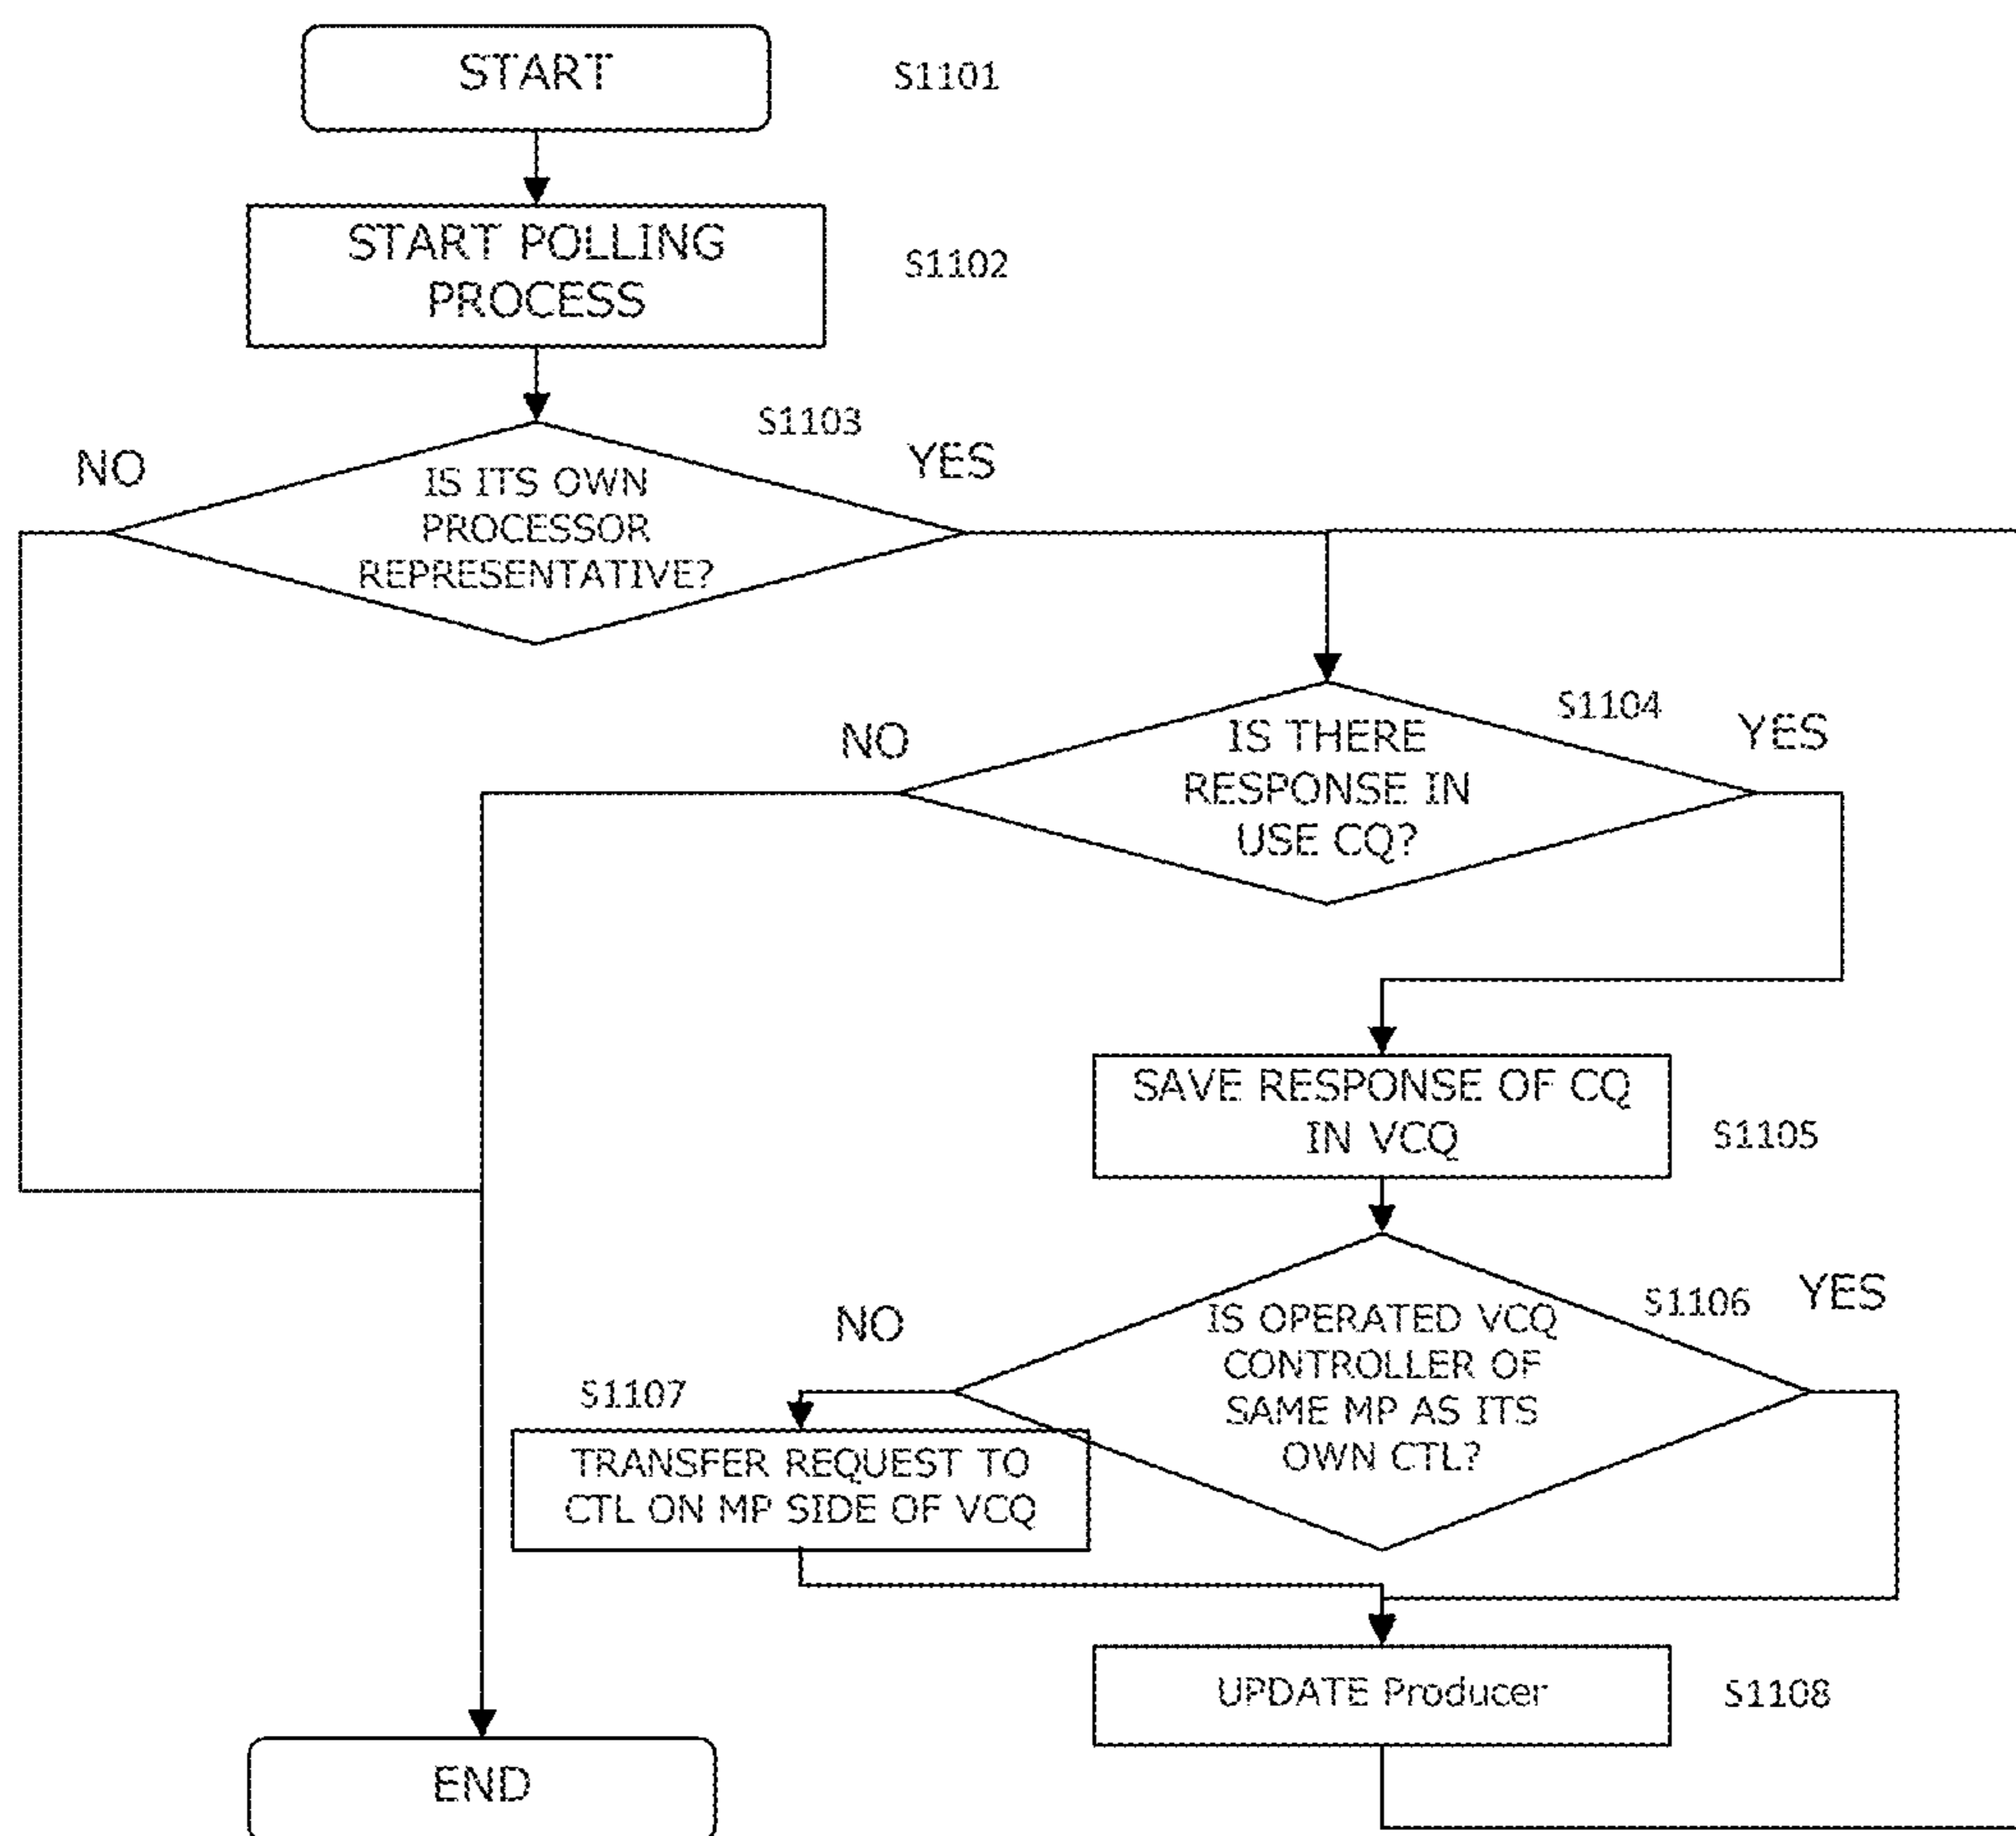 START
S1101
START POLLING
PROCESS
S1102
S1103
NO
YES
IS ITS OWN
PROCESSOR
REPRESENTATIVE?
S1104
NO
YES
IS THERE
RESPONSE IN
USE CQ?
SAVE RESPONSE OF CQ
IN VCQ
S1105
S1106
YES
NO
IS OPERATED VCQ
CONTROLLER OF
SAME MP AS ITS
OWN CTL?
S1107
TRANSFER REQUEST TO
CTL ON MP SIDE OF VCQ
UPDATE Producer
S1108
END